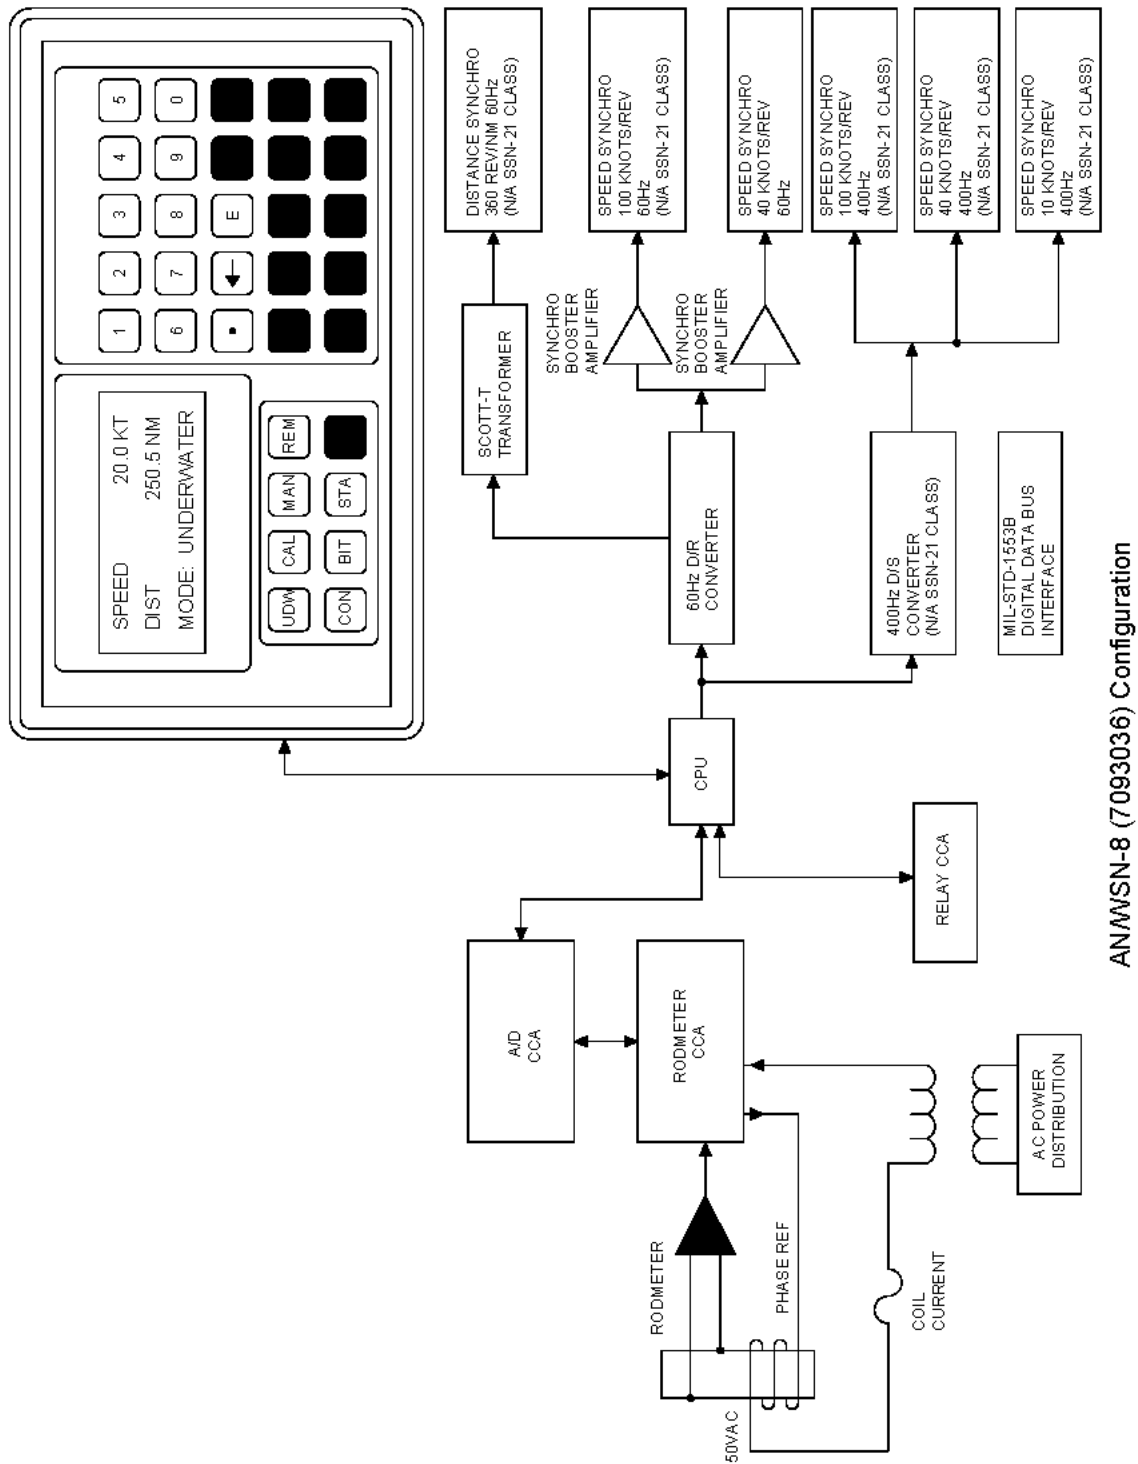 SPEED 20.0 KT
DIST 250.5 NM
MODE: UNDERWATER
UDW
CAL
MAN
REM
CON
BIT
STA
1
2
3
4
5
6
7
8
9
0
•
E
RODMETER
50VAC
PHASE REF
COIL
CURRENT
A/D
CCA
RODMETER
CCA
AC POWER
DISTRIBUTION
RELAY CCA
CPU
60Hz D/R
CONVERTER
400Hz D/S
CONVERTER
(N/A SSN-21 CLASS)
MIL-STD-1553B
DIGITAL DATA BUS
INTERFACE
SCOTT-T
TRANSFORMER
SYNCHRO
BOOSTER
AMPLIFIER
SYNCHRO
BOOSTER
AMPLIFIER
DISTANCE SYNCHRO
360 REV/NM 60Hz
(N/A SSN-21 CLASS)
SPEED SYNCHRO
100 KNOTS/REV
60Hz
(N/A SSN-21 CLASS)
SPEED SYNCHRO
40 KNOTS/REV
60Hz
SPEED SYNCHRO
100 KNOTS/REV
400Hz
(N/A SSN-21 CLASS)
SPEED SYNCHRO
40 KNOTS/REV
400Hz
(N/A SSN-21 CLASS)
SPEED SYNCHRO
10 KNOTS/REV
400Hz
(N/A SSN-21 CLASS)
AN/WSN-8 (7093036) Configuration